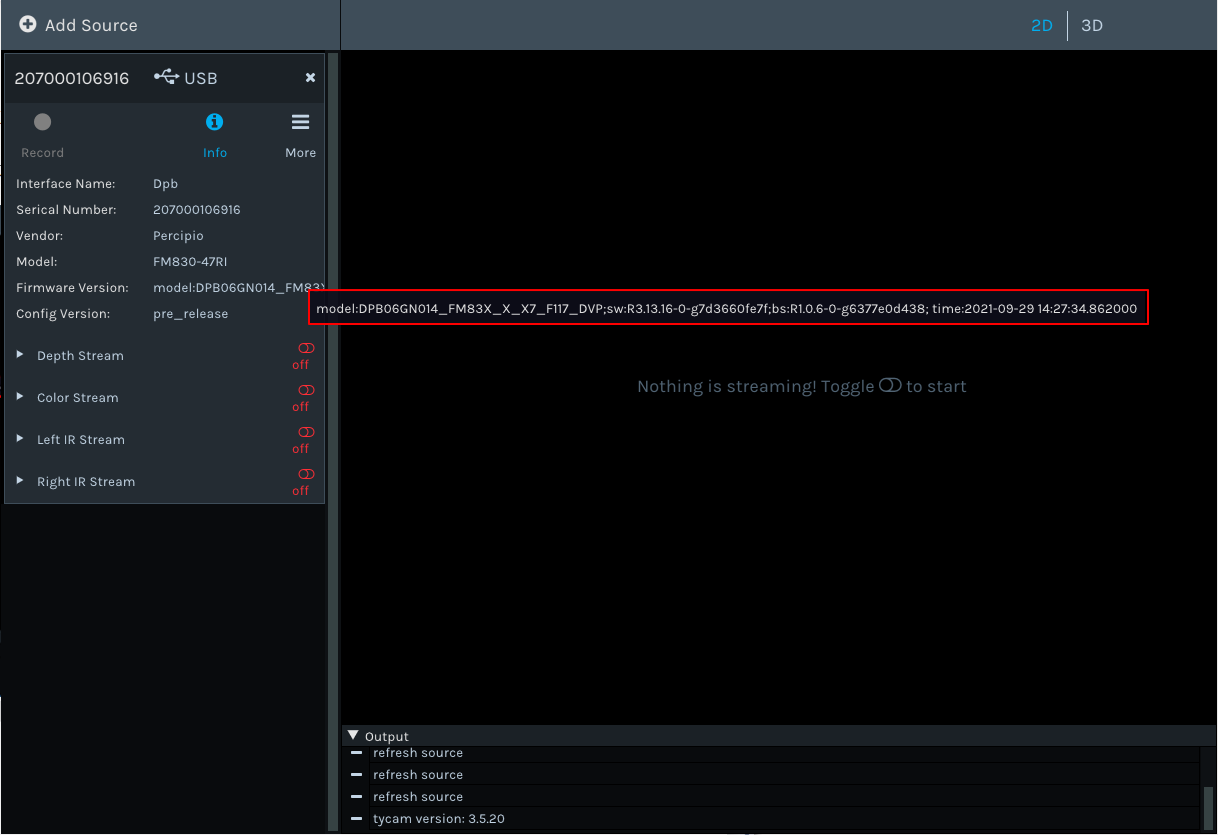 Add Source
2D
3D
207000106916
USB
Record
Info
More
Interface Name: Dpb
Serical Number: 207000106916
Vendor: Percipio
Model: FM830-47RI
Firmware Version: model:DPB06GN014_FM83X
Config Version: pre_release
model:DPB06GN014_FM83X_X_X7_F117_DVP;sw:R3.13.16-0-g7d3660fe7f;bs:R1.0.6-0-g6377e0d438; time:2021-09-29 14:27:34.862000
Depth Stream
off
Color Stream
off
Left IR Stream
off
Right IR Stream
off
Nothing is streaming! Toggle to start
Output
refresh source
refresh source
refresh source
tycam version: 3.5.20